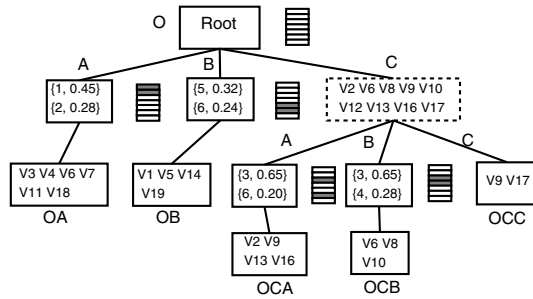 O
Root
A
B
C
{1, 0.45}
{2, 0.28}
{5, 0.32}
{6, 0.24}
V2 V6 V8 V9 V10
V12 V13 V16 V17
A
B
C
V3 V4 V6 V7
V11 V18
OA
V1 V5 V14
V19
OB
{3, 0.65}
{6, 0.20}
{3, 0.65}
{4, 0.28}
V9 V17
OCC
V2 V9
V13 V16
OCA
V6 V8
V10
OCB